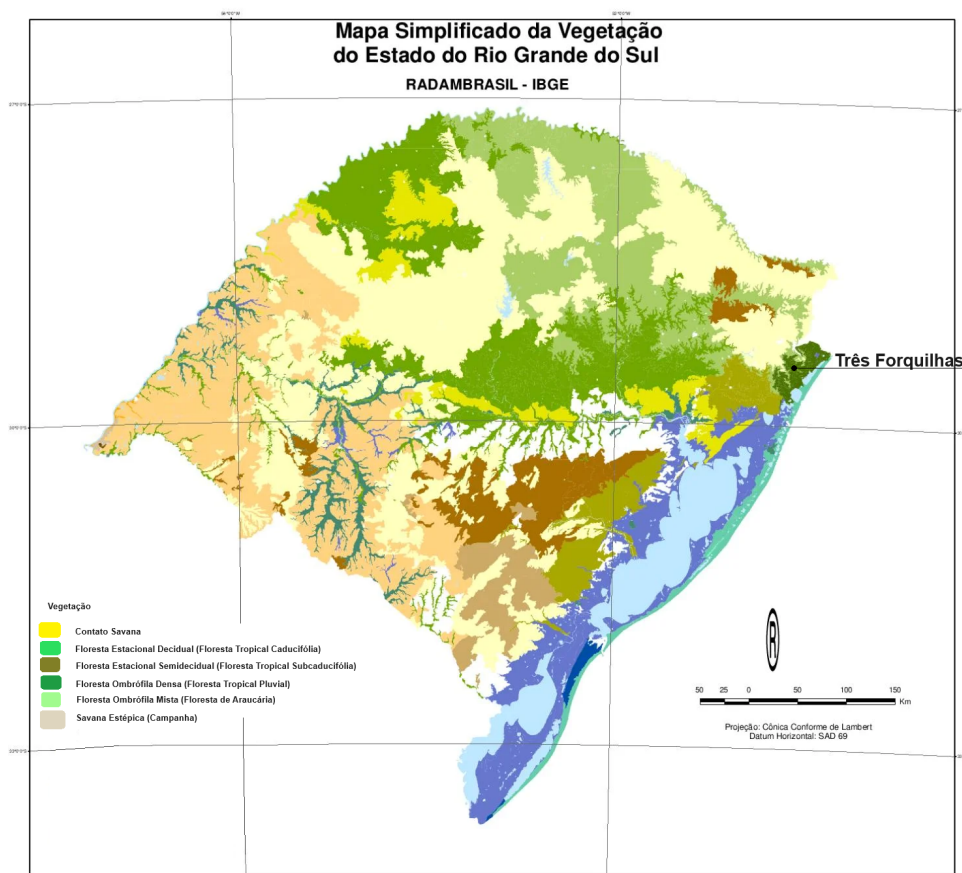 Mapa Simplificado da Vegetação
do Estado do Rio Grande do Sul
RADAMBRASIL - IBGE
Três Forquilhas
Vegetação
Contato Savana
Floresta Estacional Decidual (Floresta Tropical Caducifólia)
Floresta Estacional Semidecidual (Floresta Tropical Subcaducifólia)
Floresta Ombrófila Densa (Floresta Tropical Pluvial)
Floresta Ombrófila Mista (Floresta de Araucária)
Savana Estépica (Campanha)
R
50 25 0 50 100 150
Km
Projeção: Cônica Conforme de Lambert
Datum Horizontal: SAD 69